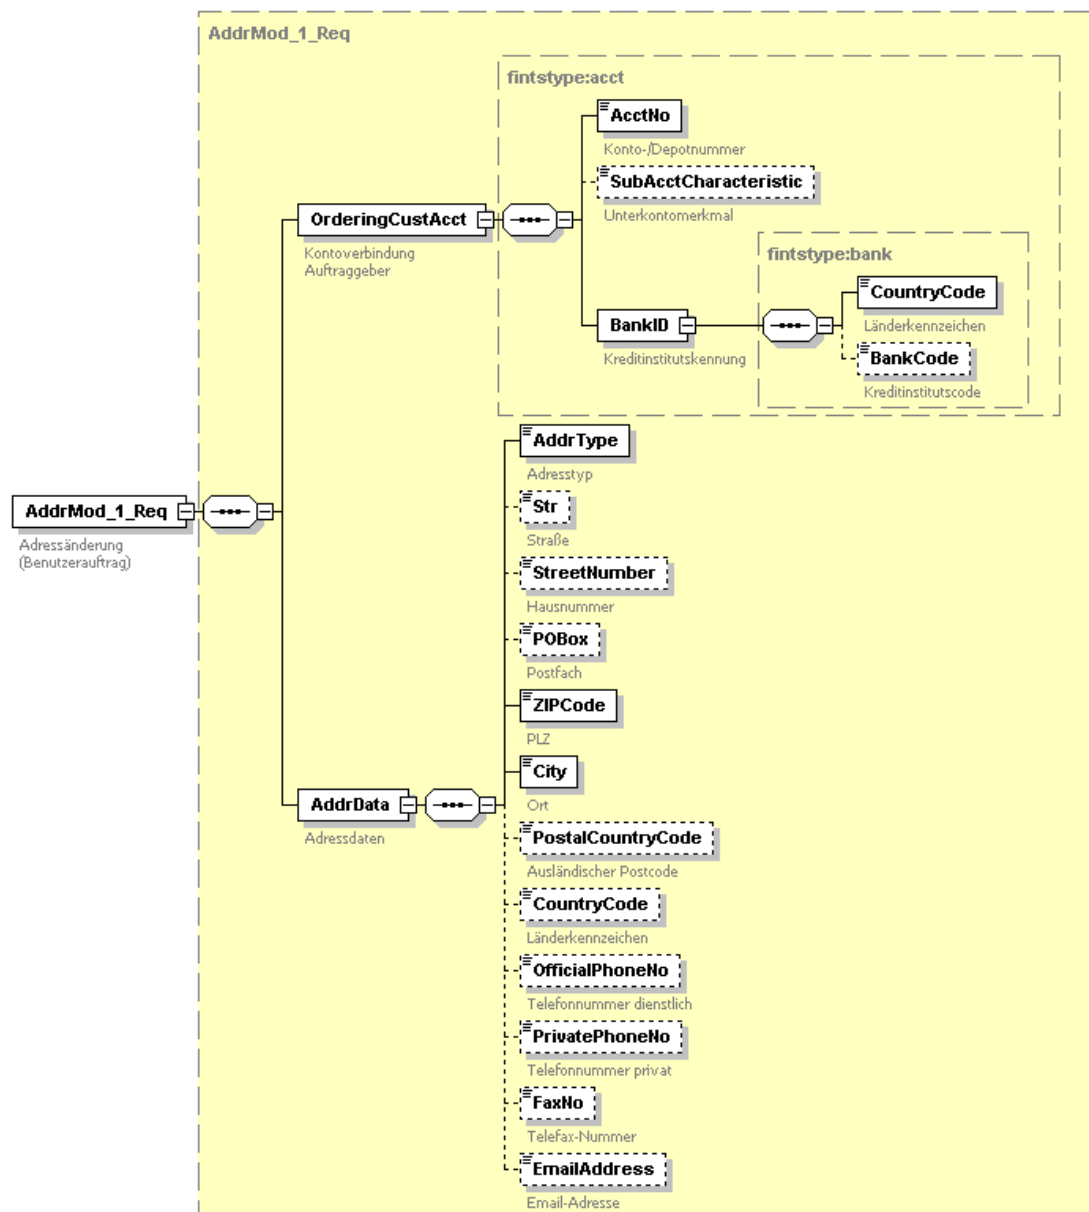 AddrMod_1_Req
fintstype:acct
AcctNo
Konto-/Depotnummer
SubAcctCharacteristic
Unterkontomerkmal
OrderingCustAcct
Kontoverbindung
Auftraggeber
fintstype:bank
CountryCode
Länderkennzeichen
BankID
Kreditinstitutskennung
BankCode
Kreditinstitutscode
AddrType
Adresstyp
AddrMod_1_Req
Adressänderung
(Benutzerauftrag)
Str
Straße
StreetNumber
Hausnummer
POBox
Postfach
ZIPCode
PLZ
City
Ort
AddrData
Adressdaten
PostalCountryCode
Ausländischer Postcode
CountryCode
Länderkennzeichen
OfficialPhoneNo
Telefonnummer dienstlich
PrivatePhoneNo
Telefonnummer privat
FaxNo
Telefax-Nummer
EmailAddress
Email-Adresse